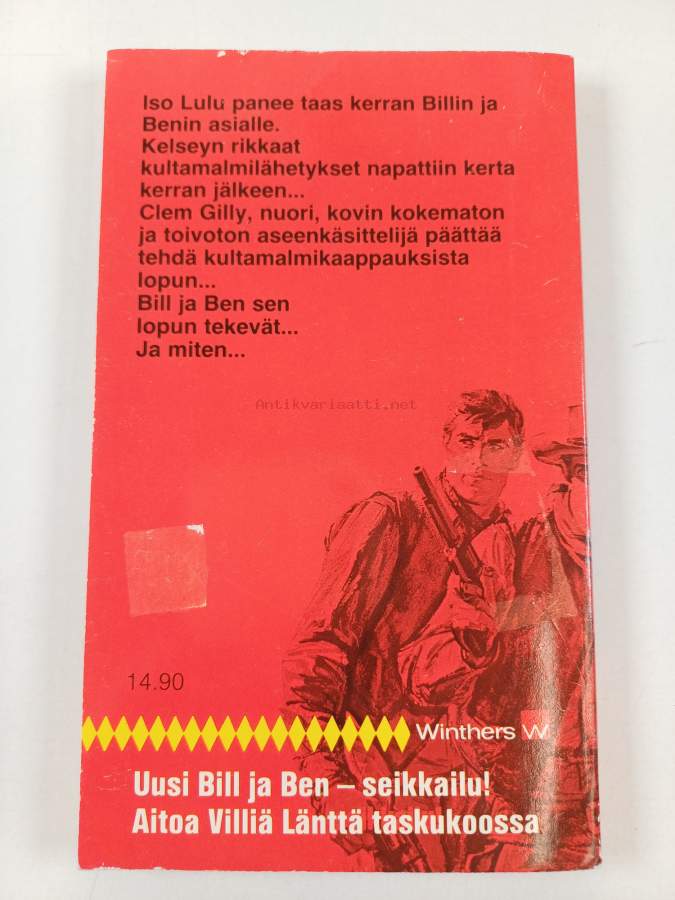 Iso Lulu panee taas kerran Billin ja
Benin asialle.
Kelseyn rikkaat
kultamalmilähetykset napattiin kerta
kerran jälkeen...
Clem Gilly, nuori, kovin kokematon
ja toivoton aseenkäsittelijä päättää
tehdä kultamalmikaappauksista
lopun...
Bill ja Ben sen
lopun tekevät...
Ja miten...
Antikvariaatti.net
14.90
Winthers W
Uusi Bill ja Ben – seikkailu!
Aitoa Villiä Länttä taskukoossa